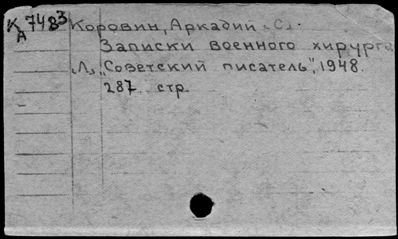 К 7483
А
Коровин, Аркадий С.
Записки военного хирурга
Л., "Советский писатель", 1948.
287 стр.